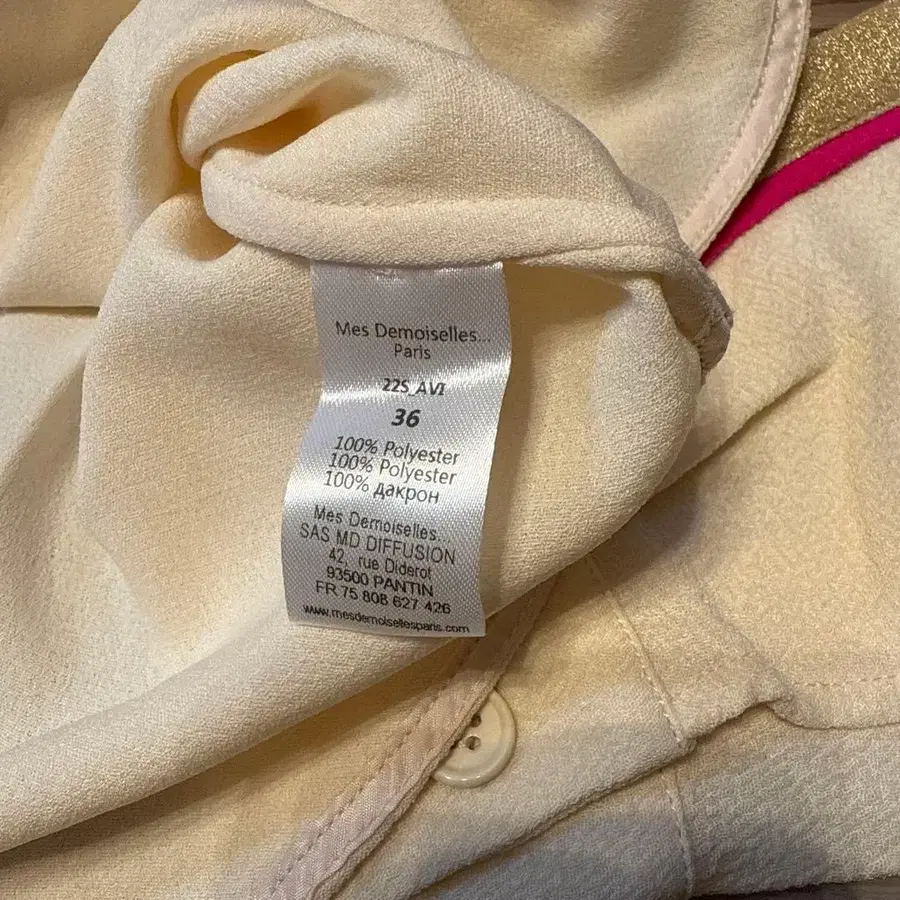 Mes Demoiselles...
Paris
22S_AVI
36
100% Polyester
100% Polyester
100% дакрон
Mes Demoiselles...
SAS MD DIFFUSION
42, rue Diderot
93500 PANTIN
FR 75 808 627 426
www.mesdemoisellesparis.com